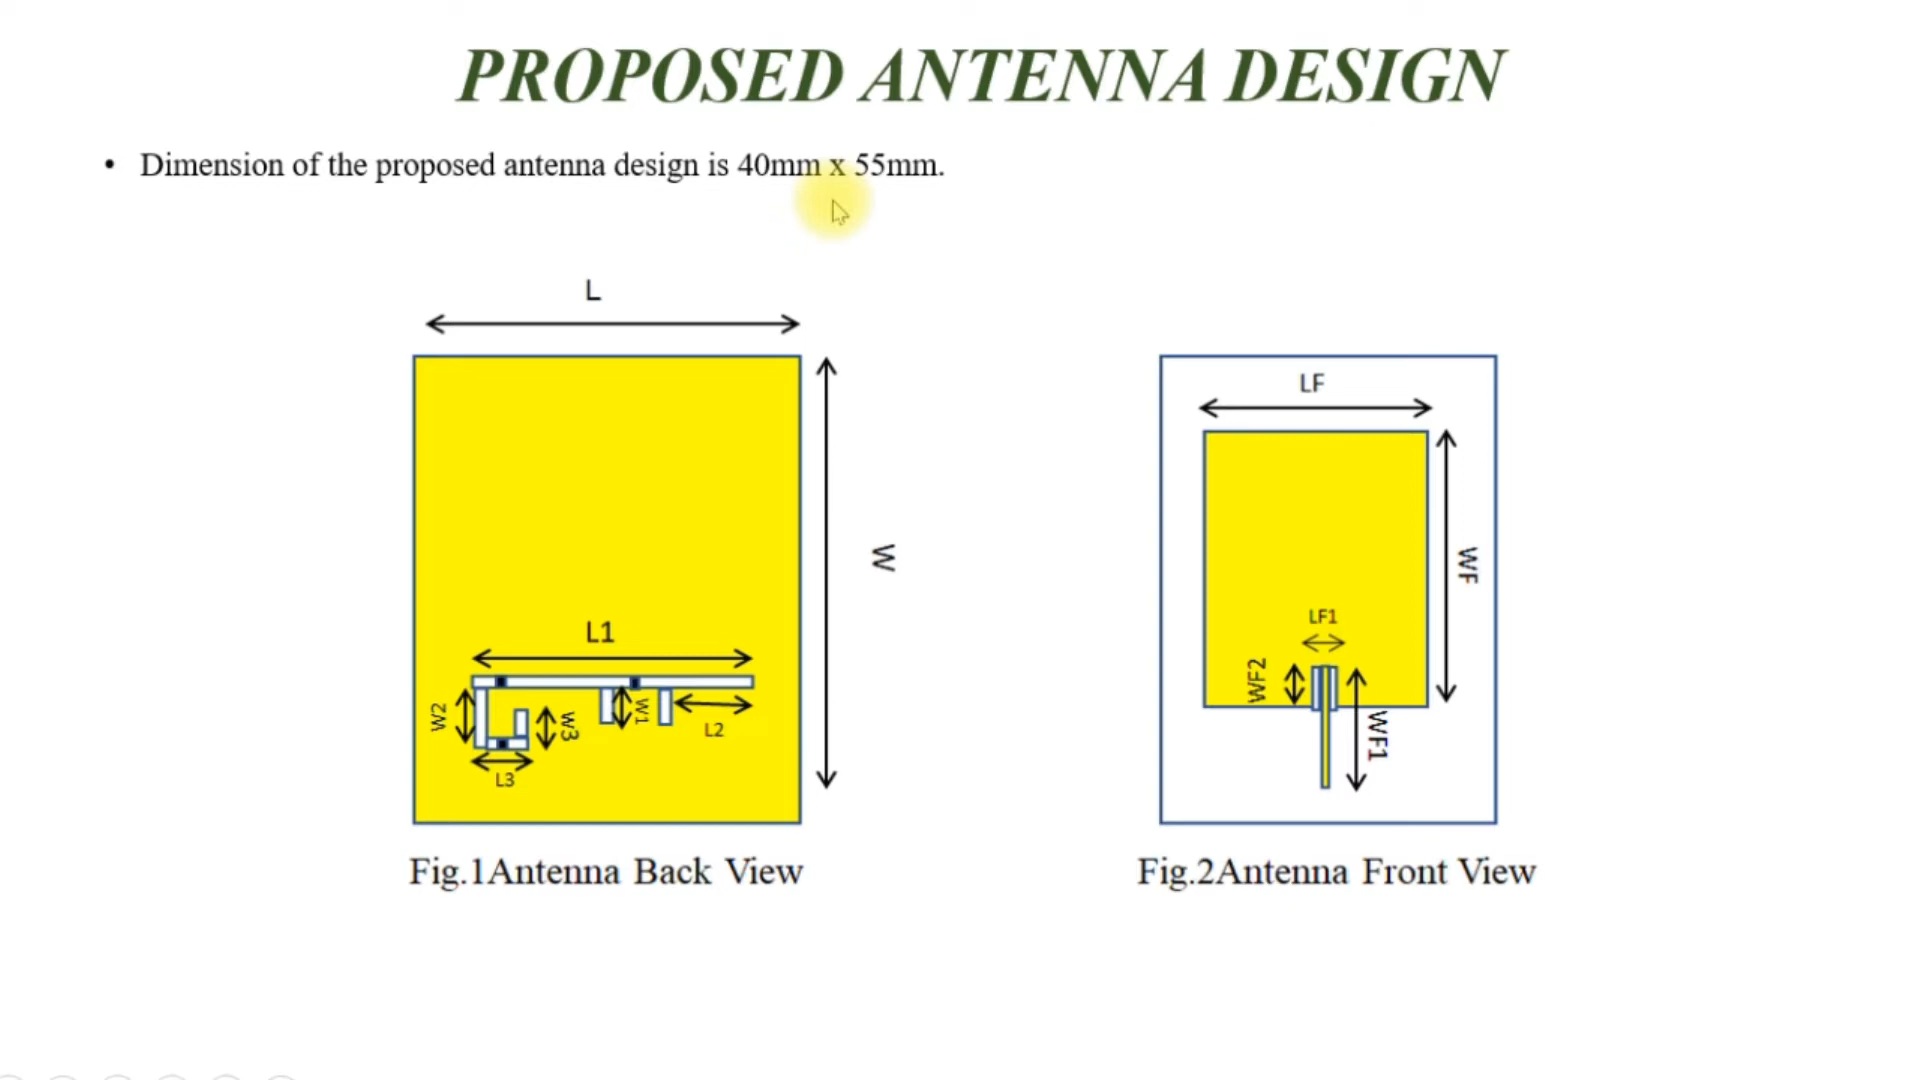 PROPOSED ANTENNA DESIGN
• Dimension of the proposed antenna design is 40mm x 55mm.
L
W
L1
W2
W3
W1
L2
L3
Fig.1Antenna Back View
LF
WF
LF1
WF2
WF1
Fig.2Antenna Front View